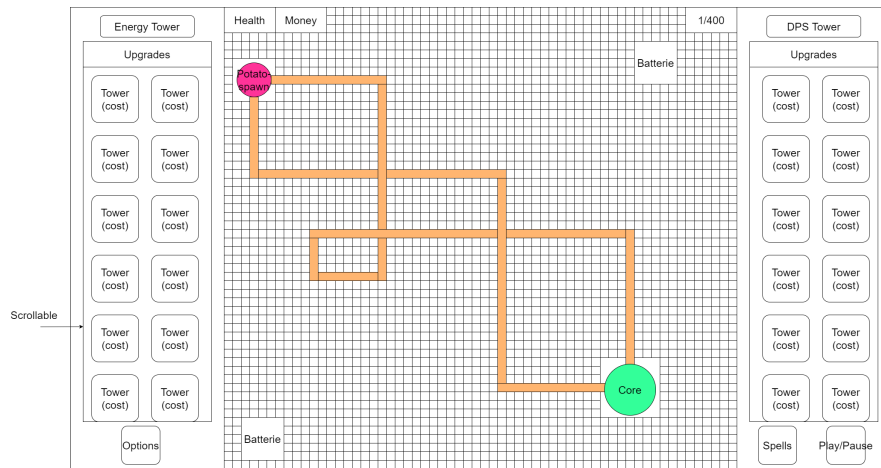 Energy Tower
Health
Money
1/400
DPS Tower
Upgrades
Upgrades
Batterie
Potato-
spawn
Tower
(cost)
Tower
(cost)
Tower
(cost)
Tower
(cost)
Tower
(cost)
Tower
(cost)
Tower
(cost)
Tower
(cost)
Tower
(cost)
Tower
(cost)
Tower
(cost)
Tower
(cost)
Tower
(cost)
Tower
(cost)
Tower
(cost)
Tower
(cost)
Scrollable
Tower
(cost)
Tower
(cost)
Tower
(cost)
Tower
(cost)
Tower
(cost)
Tower
(cost)
Tower
(cost)
Tower
(cost)
Core
Options
Batterie
Spells
Play/Pause